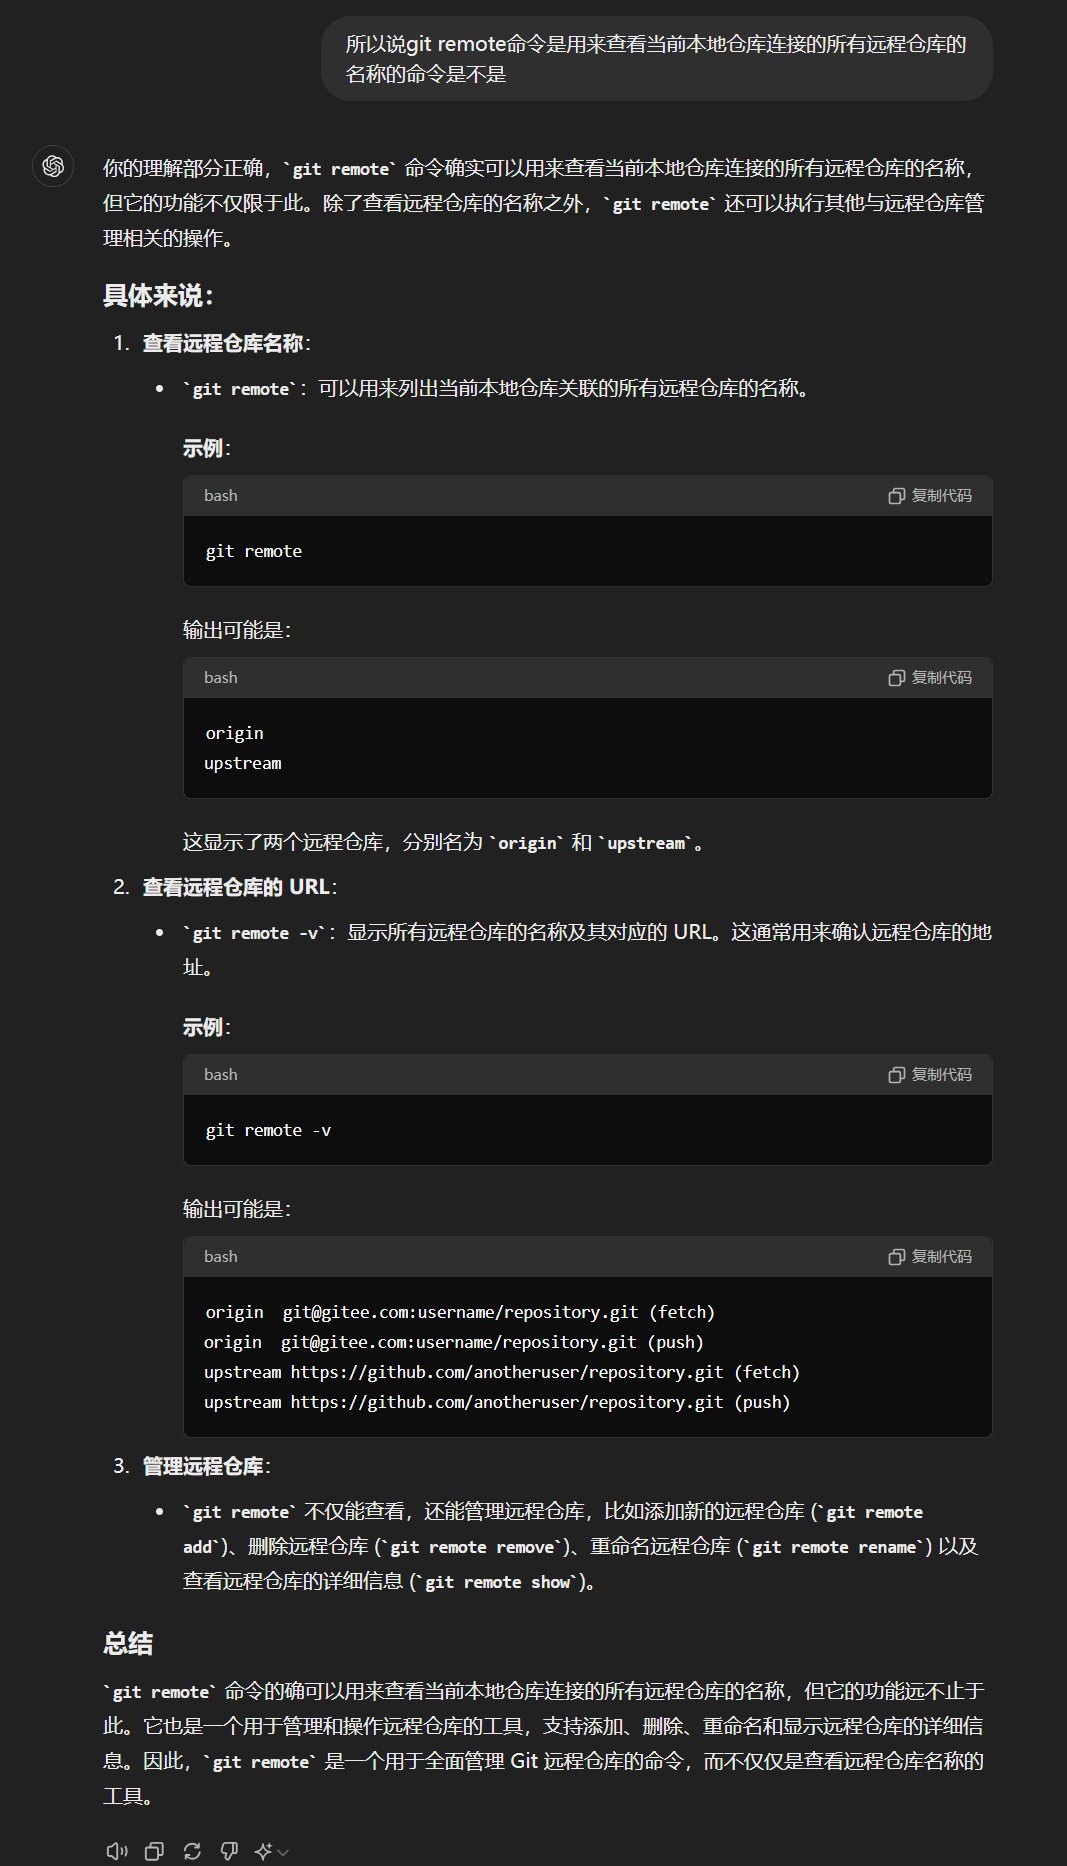 所以说git remote命令是用来查看当前本地仓库连接的所有远程仓库的
名称的命令是不是
你的理解部分正确，`git remote` 命令确实可以用来查看当前本地仓库连接的所有远程仓库的名称，
但它的功能不仅限于此。除了查看远程仓库的名称之外，`git remote` 还可以执行其他与远程仓库管
理相关的操作。
具体来说：
1. 查看远程仓库名称：
• `git remote`：可以用来列出当前本地仓库关联的所有远程仓库的名称。
示例：
bash 复制代码
git remote
输出可能是：
bash 复制代码
origin
upstream
这显示了两个远程仓库，分别名为 `origin` 和 `upstream`。
2. 查看远程仓库的 URL：
• `git remote -v`：显示所有远程仓库的名称及其对应的 URL。这通常用来确认远程仓库的地
址。
示例：
bash 复制代码
git remote -v
输出可能是：
bash 复制代码
origin  git@gitee.com:username/repository.git (fetch)
origin  git@gitee.com:username/repository.git (push)
upstream https://github.com/anotheruser/repository.git (fetch)
upstream https://github.com/anotheruser/repository.git (push)
3. 管理远程仓库：
• `git remote` 不仅能查看，还能管理远程仓库，比如添加新的远程仓库 (`git remote
add`)、删除远程仓库 (`git remote remove`)、重命名远程仓库 (`git remote rename`) 以及
查看远程仓库的详细信息 (`git remote show`)。
总结
`git remote` 命令的确可以用来查看当前本地仓库连接的所有远程仓库的名称，但它的功能远不止于
此。它也是一个用于管理和操作远程仓库的工具，支持添加、删除、重命名和显示远程仓库的详细信
息。因此，`git remote` 是一个用于全面管理 Git 远程仓库的命令，而不仅仅是查看远程仓库名称的
工具。